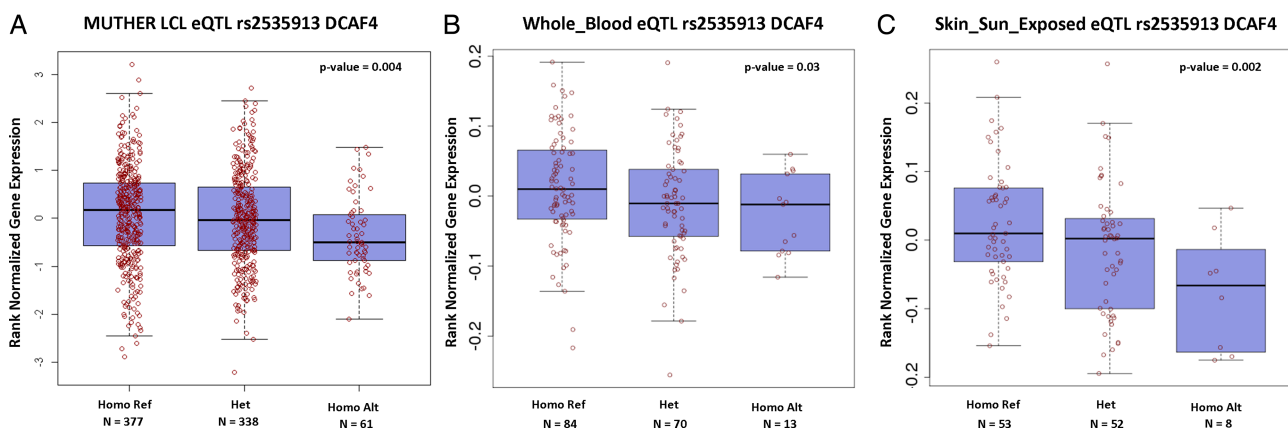 A
MUTHER LCL eQTL rs2535913 DCAF4
p-value = 0.004
Rank Normalized Gene Expression
3
2
1
0
-1
-2
-3
Homo Ref
Het
Homo Alt
N = 377
N = 338
N = 61
B
Whole_Blood eQTL rs2535913 DCAF4
p-value = 0.03
Rank Normalized Gene Expression
0.2
0.1
0.0
-0.1
-0.2
Homo Ref
Het
Homo Alt
N = 84
N = 70
N = 13
C
Skin_Sun_Exposed eQTL rs2535913 DCAF4
p-value = 0.002
Rank Normalized Gene Expression
0.2
0.1
0.0
-0.1
-0.2
Homo Ref
Het
Homo Alt
N = 53
N = 52
N = 8